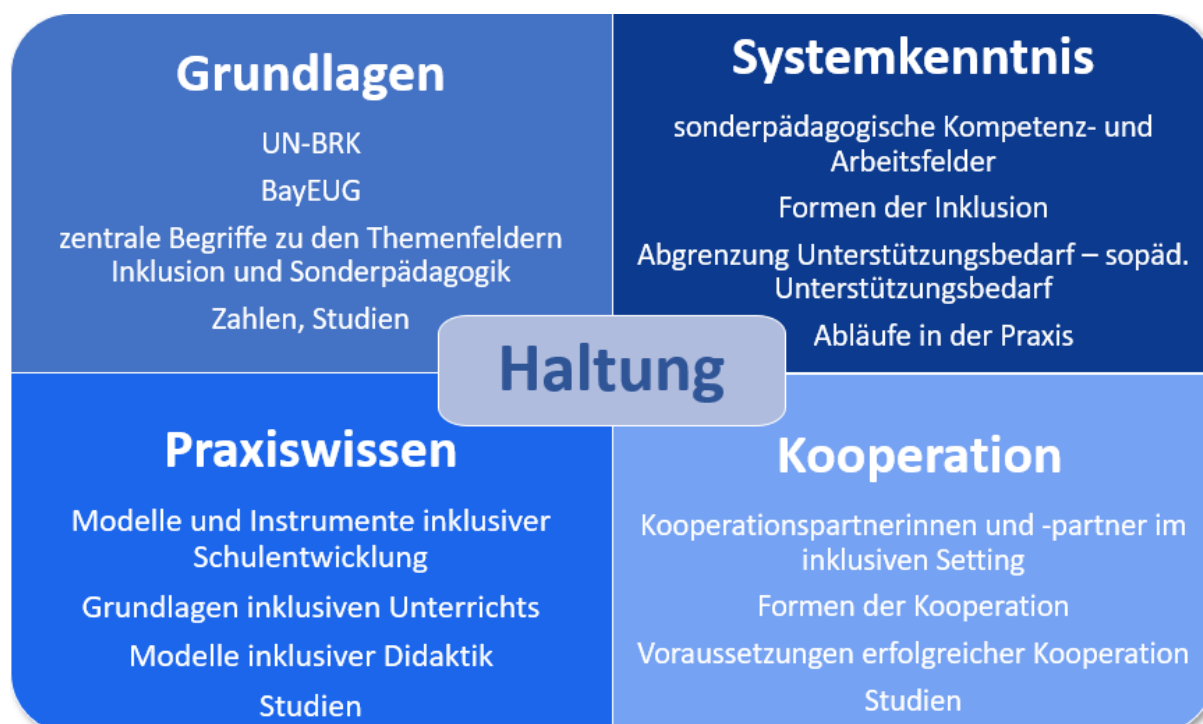 Grundlagen
UN-BRK
BayEUG
zentrale Begriffe zu den Themenfeldern
Inklusion und Sonderpädagogik
Zahlen, Studien
Systemkenntnis
sonderpädagogische Kompetenz- und
Arbeitsfelder
Formen der Inklusion
Abgrenzung Unterstützungsbedarf – sopäd.
Unterstützungsbedarf
Abläufe in der Praxis
Haltung
Praxiswissen
Modelle und Instrumente inklusiver
Schulentwicklung
Grundlagen inklusiven Unterrichts
Modelle inklusiver Didaktik
Studien
Kooperation
Kooperationspartnerinnen und -partner im
inklusiven Setting
Formen der Kooperation
Voraussetzungen erfolgreicher Kooperation
Studien